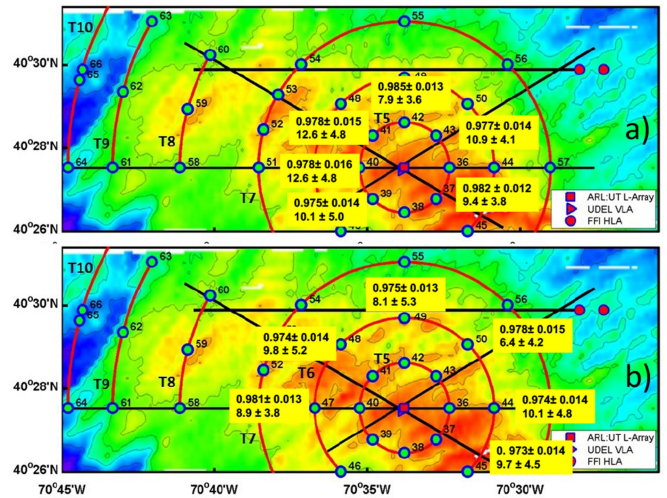 T10
63
55
60
54
56
40°30'N
66
65
49
0.985± 0.013
7.9 ± 3.6
53
48
50
62
59
T5
0.978± 0.015
12.6 ± 4.8
42
0.977± 0.014
10.9 ± 4.1
a)
52
41
43
40°28'N
T9
T8
0.978± 0.016
12.6 ± 4.8
64
61
58
51
40
36
44
57
0.982± 0.012
9.4 ± 3.8
0.975± 0.014
10.1 ± 5.0
39
37
T7
38
ARL:UT L-Array
UDEL VLA
FFI HLA
40°26'N
46
45
T10
63
55
0.975± 0.013
8.1 ± 5.3
60
54
56
40°30'N
66
65
49
0.978± 0.015
6.4 ± 4.2
62
0.974± 0.014
9.8 ± 5.2
48
50
59
T5
42
52
T6
41
43
b)
40°28'N
T9
T8
0.981± 0.013
8.9 ± 3.8
0.974± 0.014
10.1 ± 4.8
64
61
58
47
40
36
44
T7
39
37
38
0.973± 0.014
9.7 ± 4.5
ARL:UT L-Array
UDEL VLA
FFI HLA
40°26'N
46
45
70°45'W
70°40'W
70°35'W
70°30'W